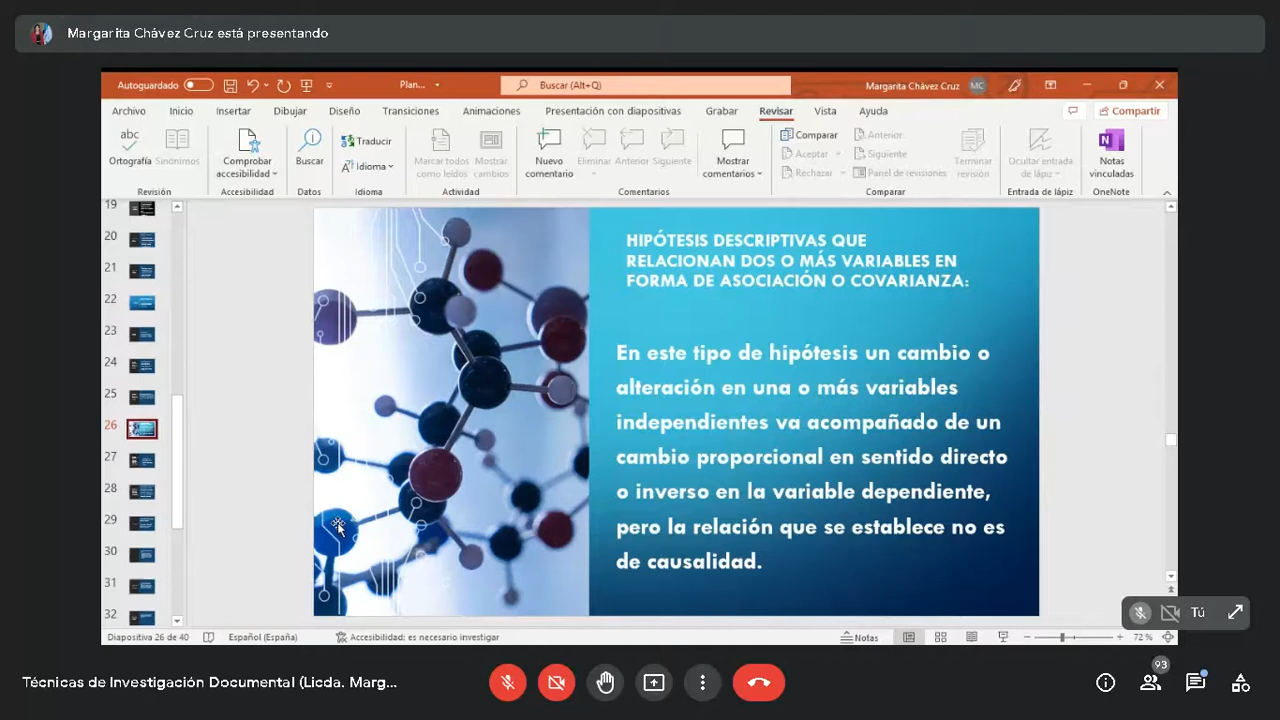 Margarita Chávez Cruz está presentando
Autoguardado
Plan...
Buscar (Alt+Q)
Margarita Chávez Cruz
MC
Archivo Inicio Insertar Dibujar Diseño Transiciones Animaciones Presentación con diapositivas Grabar Revisar Vista Ayuda
Compartir
abc
Ortografía
Sinónimos
Revisión
Comprobar accesibilidad
Accesibilidad
Buscar
Datos
Traducir
Idioma
Idioma
Marcar todos como leídos
Mostrar cambios
Actividad
Nuevo comentario
Eliminar
Anterior
Siguiente
Mostrar comentarios
Comentarios
Comparar
Aceptar
Rechazar
Anterior
Siguiente
Panel de revisiones
Terminar revisión
Comparar
Ocultar entrada de lápiz
Entrada de lápiz
N
Notas vinculadas
OneNote
19
20
21
22
23
24
25
26
27
28
29
30
31
32
HIPÓTESIS DESCRIPTIVAS QUE
RELACIONAN DOS O MÁS VARIABLES EN
FORMA DE ASOCIACIÓN O COVARIANZA:
En este tipo de hipótesis un cambio o
alteración en una o más variables
independientes va acompañado de un
cambio proporcional en sentido directo
o inverso en la variable dependiente,
pero la relación que se establece no es
de causalidad.
Tú
Diapositiva 26 de 40
Español (España)
Accesibilidad: es necesario investigar
Notas
72 %
Técnicas de Investigación Documental (Licda. Marg...
93